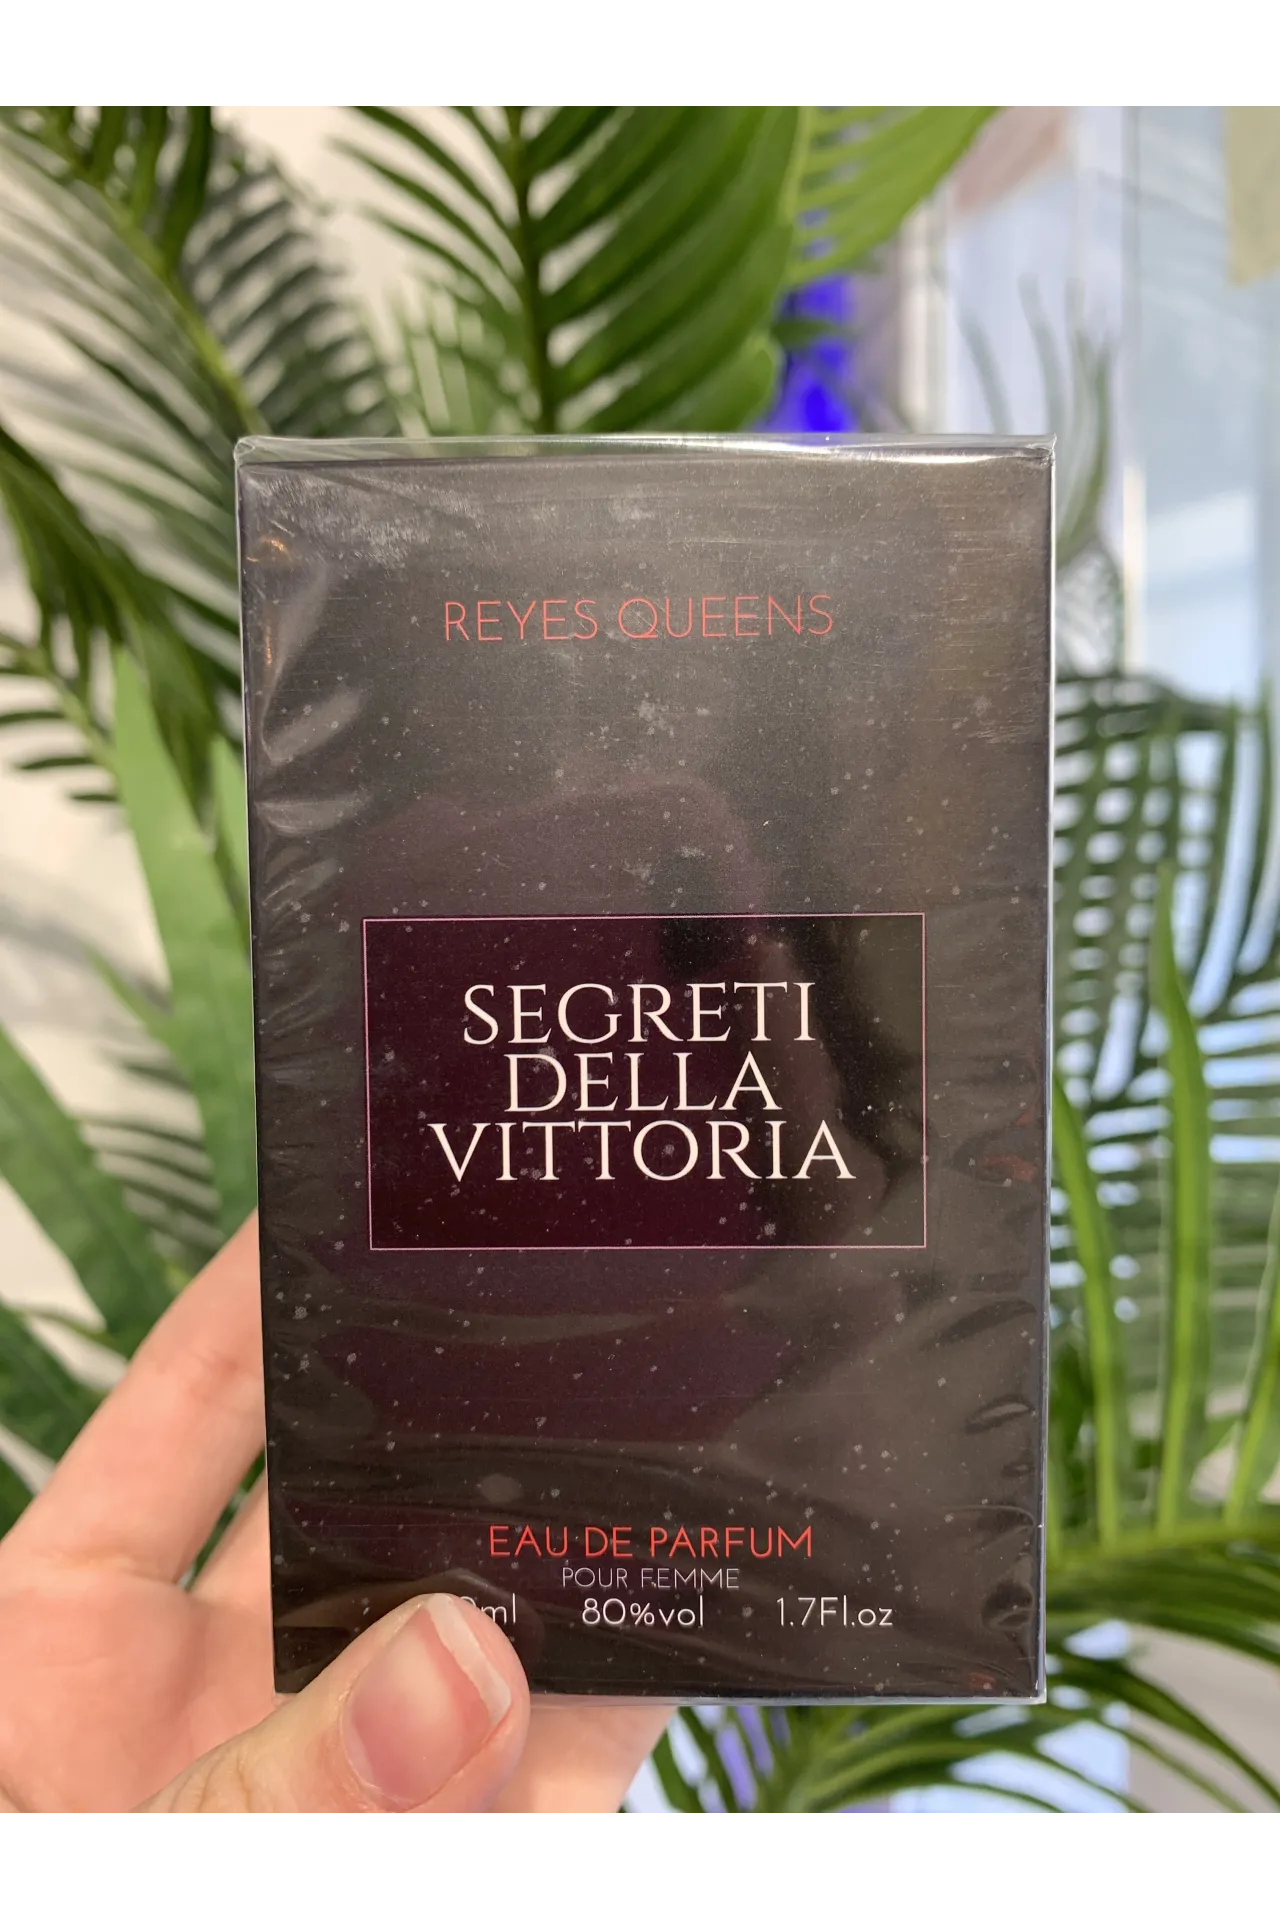 REYES QUEENS
SEGRETI
DELLA
VITTORIA
EAU DE PARFUM
POUR FEMME
80%vol 1.7Fl.oz